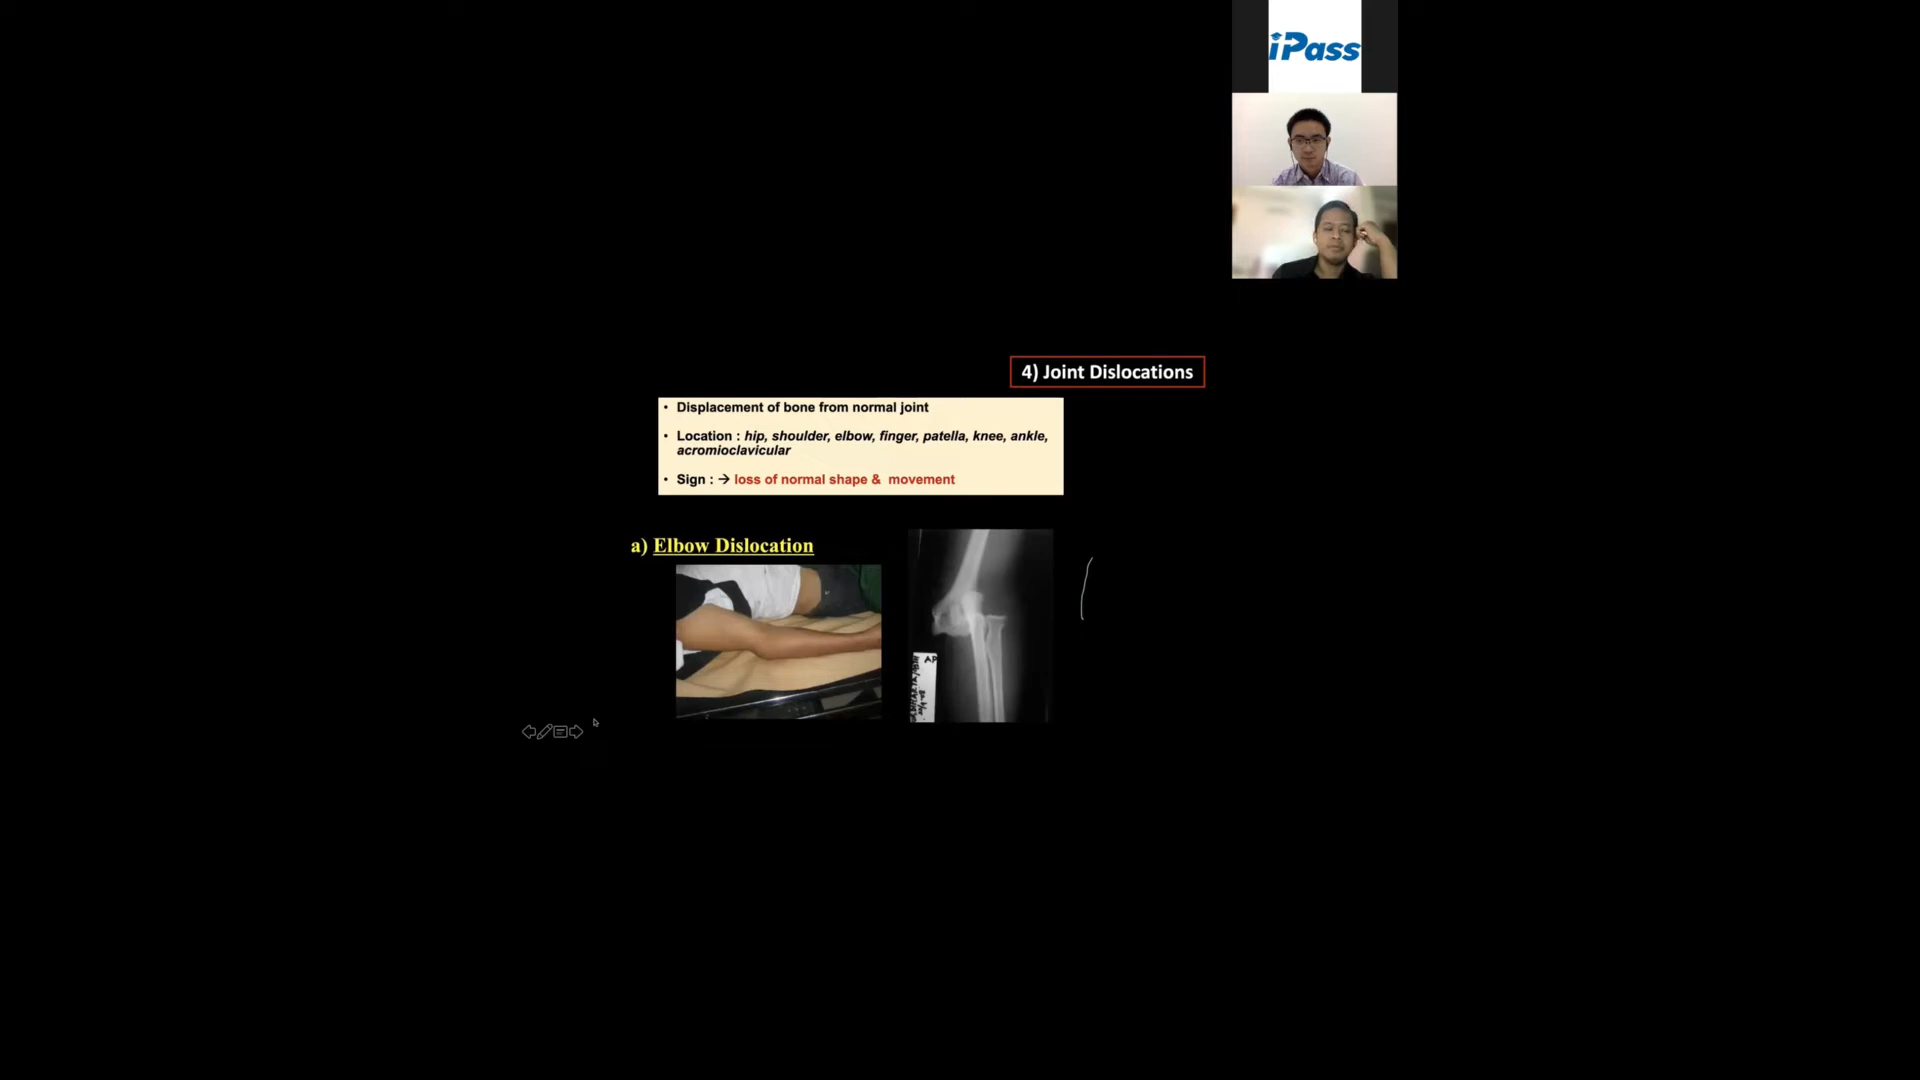 iPass
4) Joint Dislocations
• Displacement of bone from normal joint
• Location : hip, shoulder, elbow, finger, patella, knee, ankle,
acromioclavicular
• Sign : → loss of normal shape & movement
a) Elbow Dislocation
AP